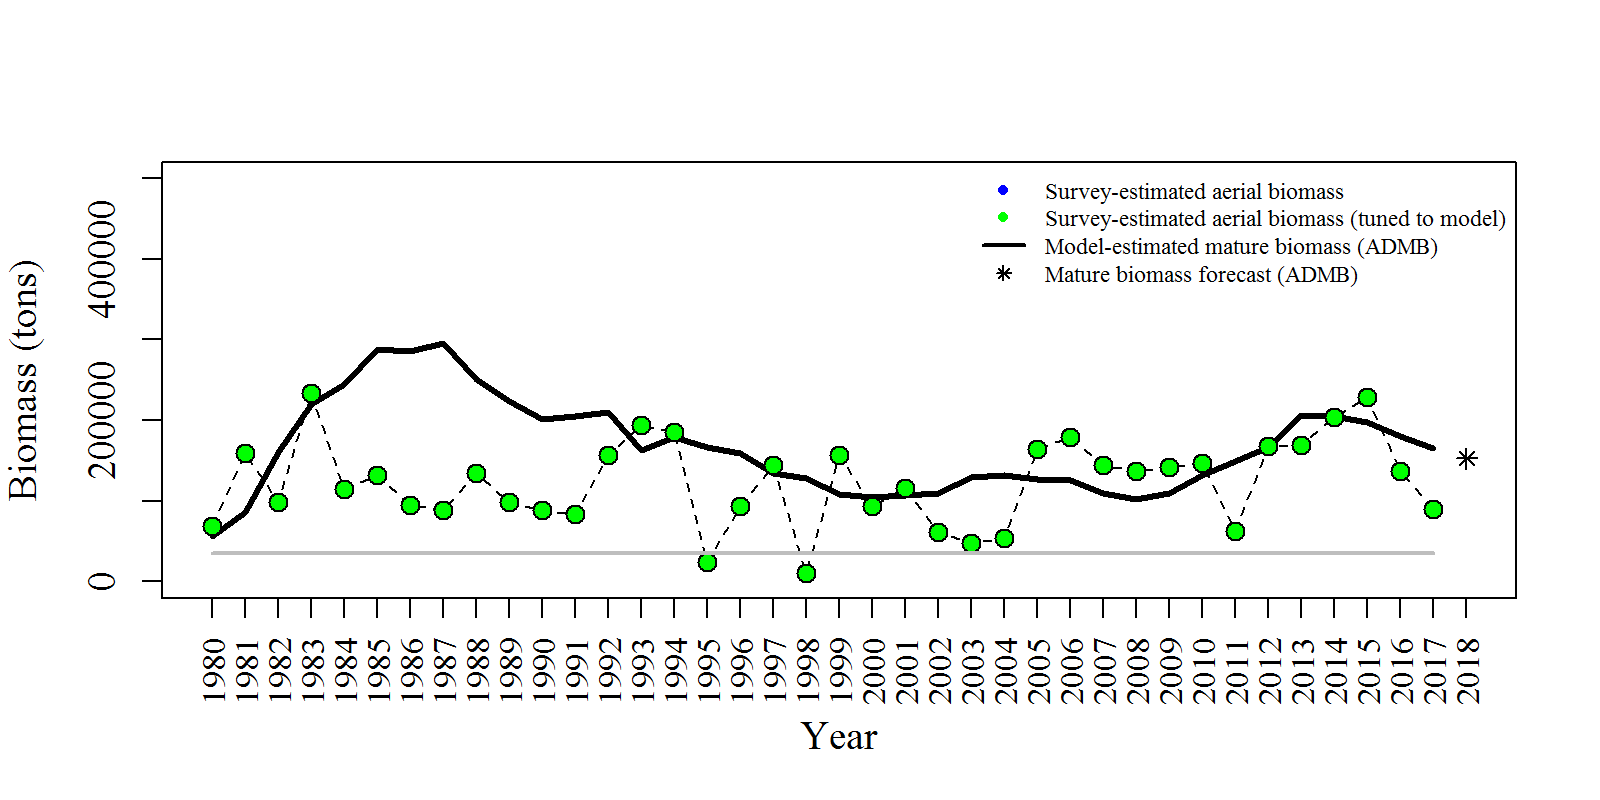 Survey-estimated aerial biomass
Survey-estimated aerial biomass (tuned to model)
Model-estimated mature biomass (ADMB)
Mature biomass forecast (ADMB)
Biomass (tons)
400000
200000
0
1980 1981 1982 1983 1984 1985 1986 1987 1988 1989 1990 1991 1992 1993 1994 1995 1996 1997 1998 1999 2000 2001 2002 2003 2004 2005 2006 2007 2008 2009 2010 2011 2012 2013 2014 2015 2016 2017 2018
Year